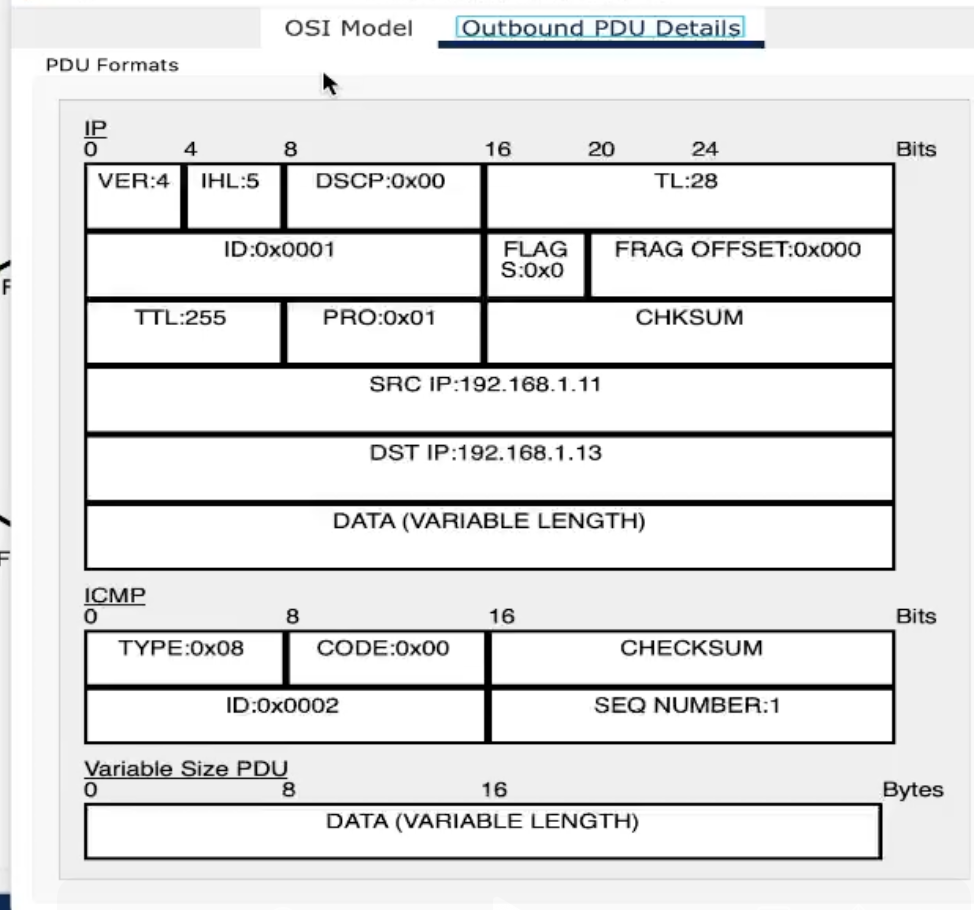 OSI Model Outbound PDU Details
PDU Formats
IP
0 4 8 16 20 24 Bits
VER:4 IHL:5 DSCP:0x00 TL:28
ID:0x0001 FLAG FRAG OFFSET:0x000
S:0x0
TTL:255 PRO:0x01 CHKSUM
SRC IP:192.168.1.11
DST IP:192.168.1.13
DATA (VARIABLE LENGTH)
ICMP
0 8 16 Bits
TYPE:0x08 CODE:0x00 CHECKSUM
ID:0x0002 SEQ NUMBER:1
Variable Size PDU
0 8 16 Bytes
DATA (VARIABLE LENGTH)